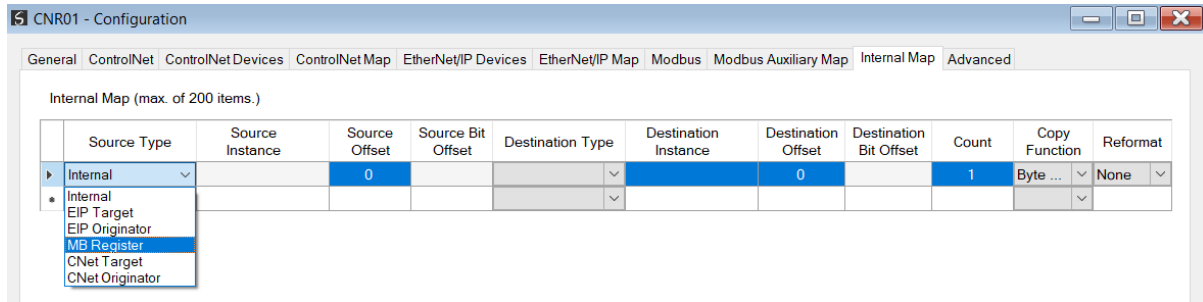 CNR01 - Configuration
General ControlNet ControlNet Devices ControlNet Map EtherNet/IP Devices EtherNet/IP Map Modbus Modbus Auxiliary Map Internal Map Advanced
Internal Map (max. of 200 items.)
Source Type Source Instance Source Offset Source Bit Offset Destination Type Destination Instance Destination Offset Destination Bit Offset Count Copy Function Reformat
Internal 0 0 1 Byte ... None
Internal
EIP Target
EIP Originator
MB Register
CNet Target
CNet Originator